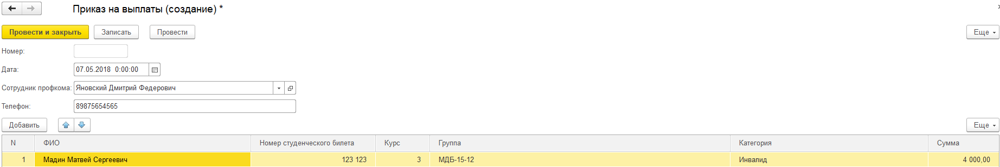 Приказ на выплаты (создание) *
Провести и закрыть Записать Провести Еще
Номер:
Дата: 07.05.2018 0:00:00
Сотрудник профкома: Яновский Дмитрий Федерович
Телефон: 89875654565
Добавить Еще
N ФИО Номер студенческого билета Курс Группа Категория Сумма
1 Мадин Матвей Сергеевич 123 123 3 МДБ-15-12 Инвалид 4 000,00